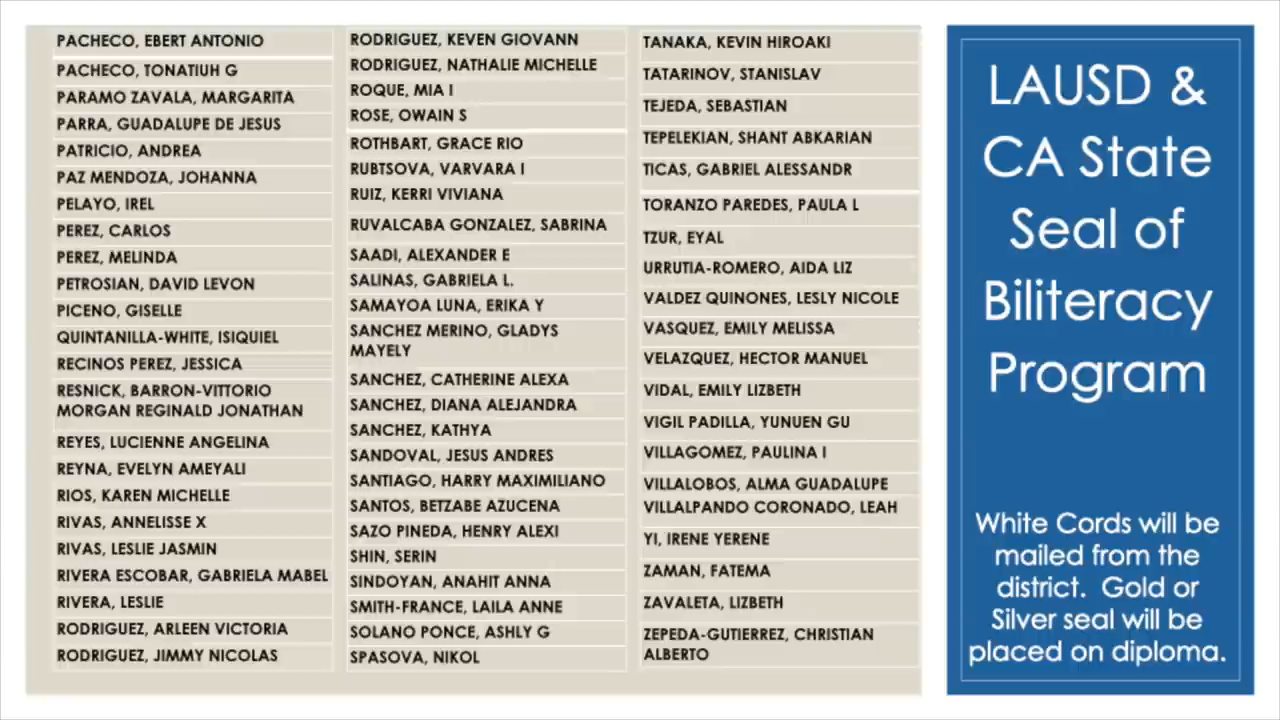 PACHECO, EBERT ANTONIO
PACHECO, TONATIUH G
PARAMO ZAVALA, MARGARITA
PARRA, GUADALUPE DE JESUS
PATRICIO, ANDREA
PAZ MENDOZA, JOHANNA
PELAYO, IREL
PEREZ, CARLOS
PEREZ, MELINDA
PETROSIAN, DAVID LEVON
PICENO, GISELLE
QUINTANILLA-WHITE, ISIQUIEL
RECINOS PEREZ, JESSICA
RESNICK, BARRON-VITTORIO
MORGAN REGINALD JONATHAN
REYES, LUCIENNE ANGELINA
REYNA, EVELYN AMEYALI
RIOS, KAREN MICHELLE
RIVAS, ANNELISSE X
RIVAS, LESLIE JASMIN
RIVERA ESCOBAR, GABRIELA MABEL
RIVERA, LESLIE
RODRIGUEZ, ARLEEN VICTORIA
RODRIGUEZ, JIMMY NICOLAS
RODRIGUEZ, KEVEN GIOVANN
RODRIGUEZ, NATHALIE MICHELLE
ROQUE, MIA I
ROSE, OWAIN S
ROTHBART, GRACE RIO
RUBTSOVA, VARVARA I
RUIZ, KERRI VIVIANA
RUVALCABA GONZALEZ, SABRINA
SAADI, ALEXANDER E
SALINAS, GABRIELA L.
SAMAYOA LUNA, ERIKA Y
SANCHEZ MERINO, GLADYS
MAYELY
SANCHEZ, CATHERINE ALEXA
SANCHEZ, DIANA ALEJANDRA
SANCHEZ, KATHYA
SANDOVAL, JESUS ANDRES
SANTIAGO, HARRY MAXIMILIANO
SANTOS, BETZABE AZUCENA
SAZO PINEDA, HENRY ALEXI
SHIN, SERIN
SINDOYAN, ANAHIT ANNA
SMITH-FRANCE, LAILA ANNE
SOLANO PONCE, ASHLY G
SPASOVA, NIKOL
TANAKA, KEVIN HIROAKI
TATARINOV, STANISLAV
TEJEDA, SEBASTIAN
TEPELEKIAN, SHANT ABKARIAN
TICAS, GABRIEL ALESSANDR
TORANZO PAREDES, PAULA L
TZUR, EYAL
URRUTIA-ROMERO, AIDA LIZ
VALDEZ QUINONES, LESLY NICOLE
VASQUEZ, EMILY MELISSA
VELAZQUEZ, HECTOR MANUEL
VIDAL, EMILY LIZBETH
VIGIL PADILLA, YUNUEN GU
VILLAGOMEZ, PAULINA I
VILLALOBOS, ALMA GUADALUPE
VILLALPANDO CORONADO, LEAH
YI, IRENE YERENE
ZAMAN, FATEMA
ZAVALETA, LIZBETH
ZEPEDA-GUTIERREZ, CHRISTIAN
ALBERTO
LAUSD &
CA State
Seal of
Biliteracy
Program
White Cords will be
mailed from the
district. Gold or
Silver seal will be
placed on diploma.